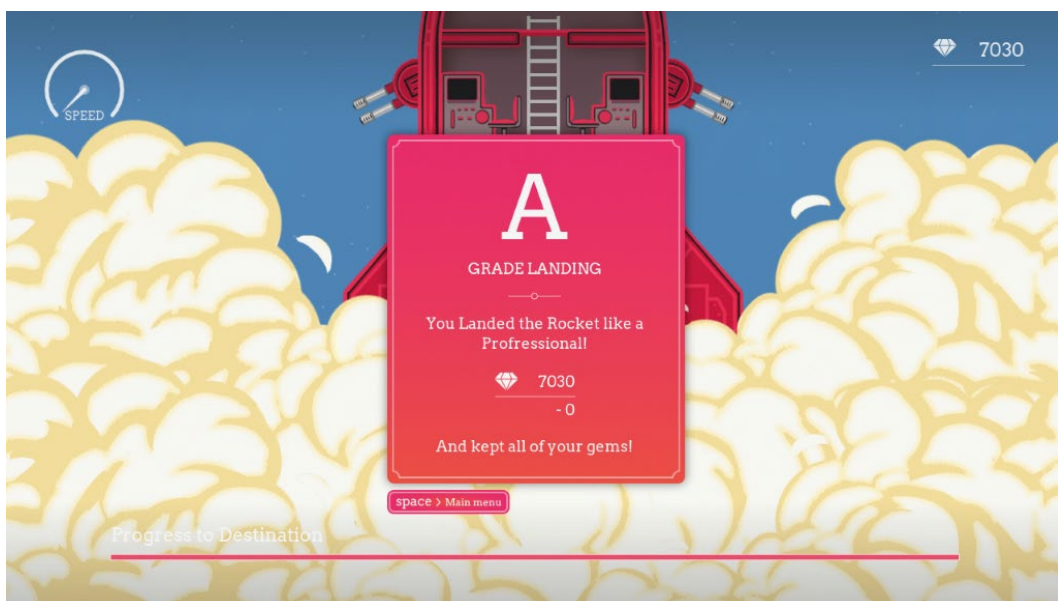 SPEED
7030
A
GRADE LANDING
You Landed the Rocket like a
Profressional!
7030
- 0
And kept all of your gems!
space > Main menu
Progress to Destination